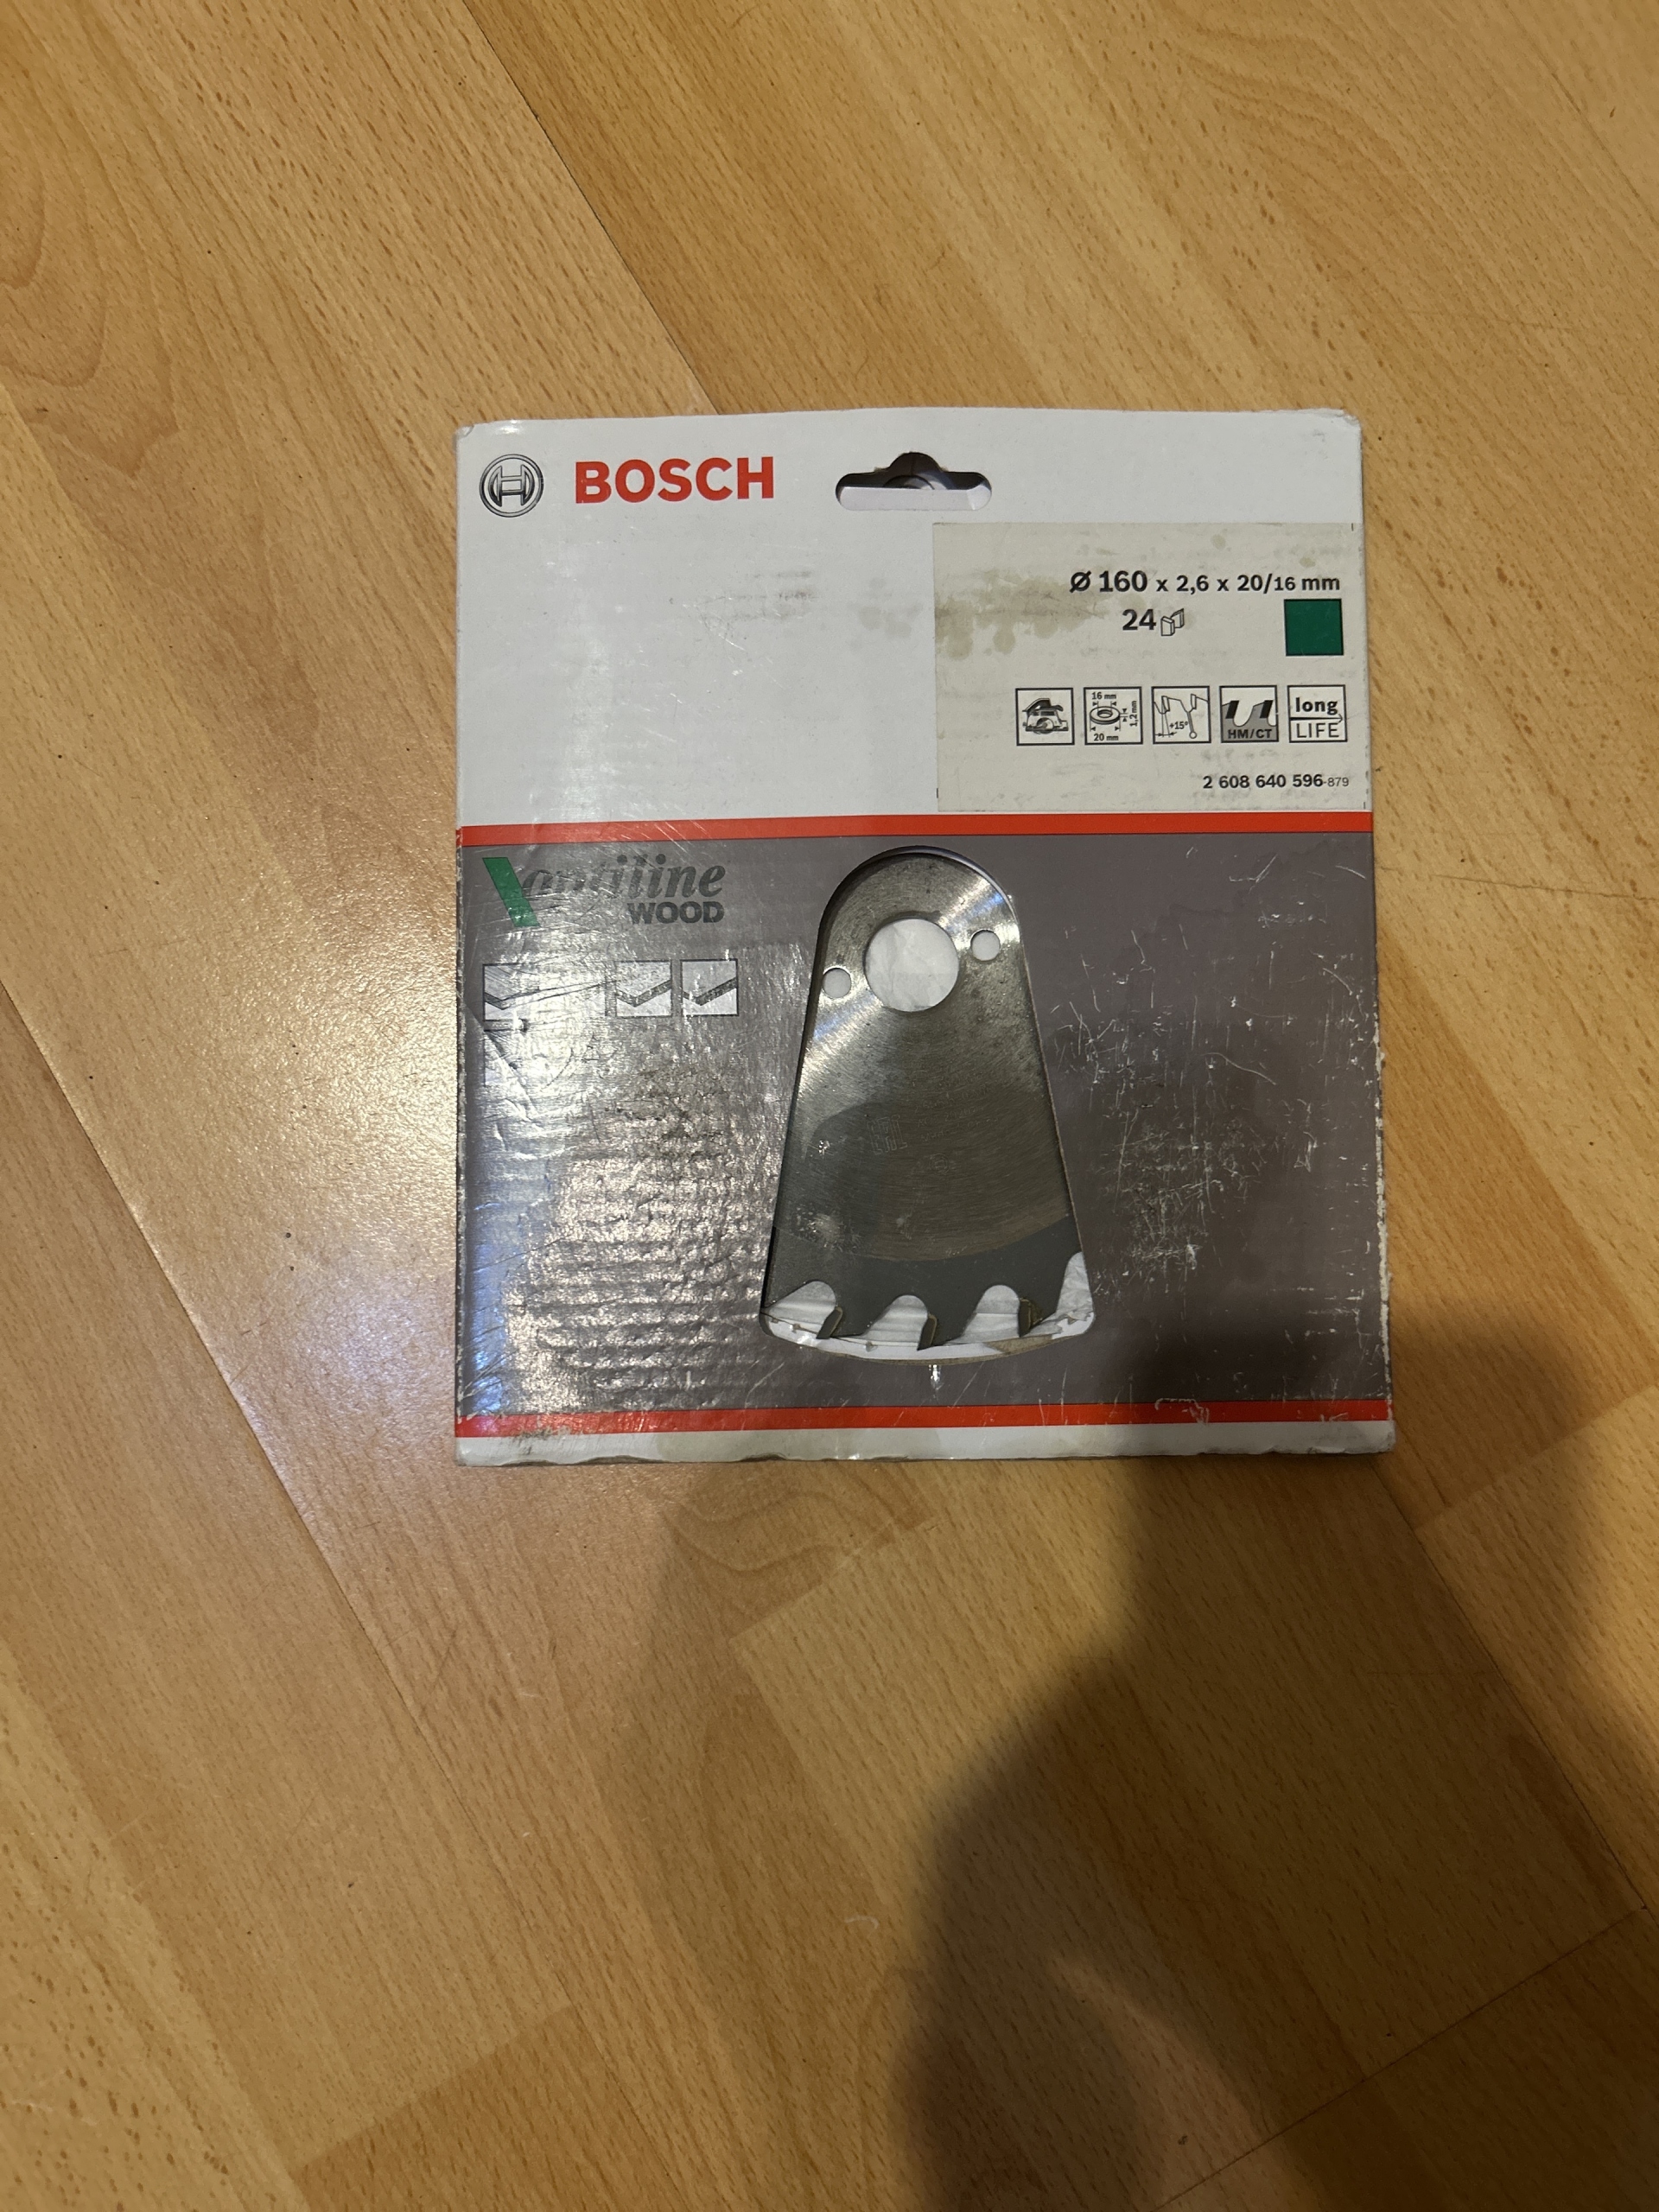 BOSCH
Ø 160 x 2,6 x 20/16 mm
24
16 mm
1,2 mm
20 mm
+15°
HM/CT
long
LIFE
2 608 640 596-879
optiline
WOOD